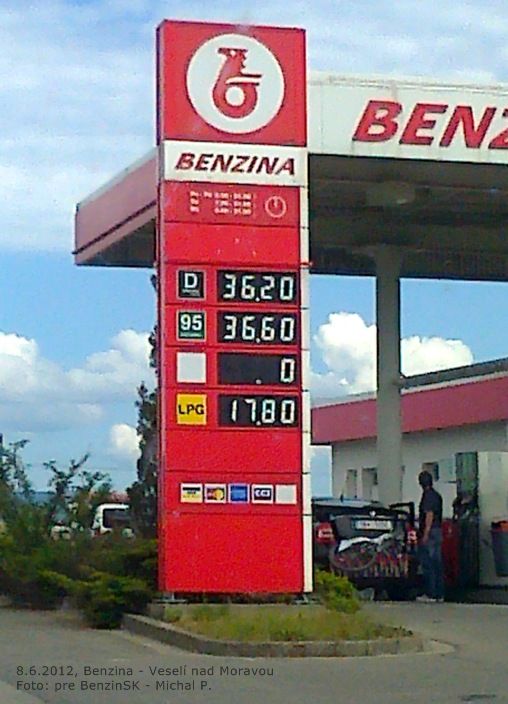 BENZINA
BENZ
D 36.20
95 36.60
.0
LPG 17.80
CCS
8.6.2012, Benzina - Veselí nad Moravou
Foto: pre BenzinSK - Michal P.